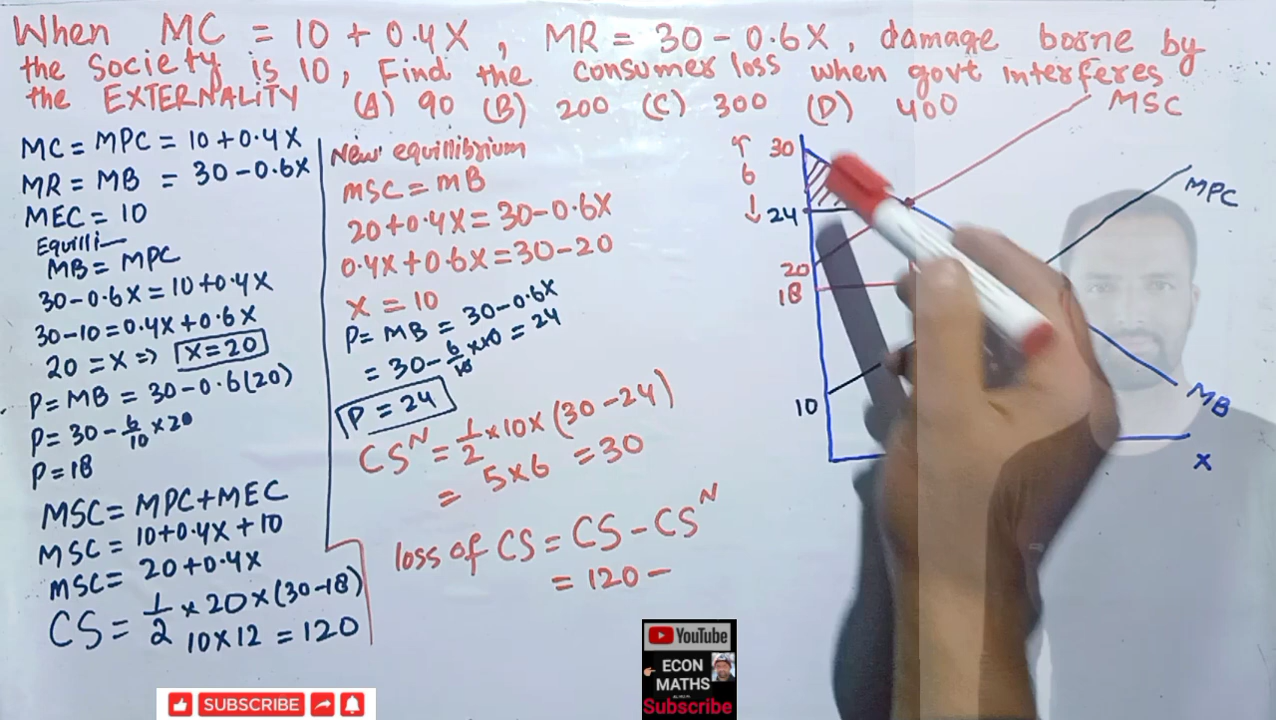 When MC = 10 + 0.4X, MR = 30 - 0.6X, damage borne by
the Society is 10, Find the consumer loss when govt interferes
the EXTERNALITY (A) 90 (B) 200 (C) 300 (D) 400
MC = MPC = 10 + 0.4X
MR = MB = 30 - 0.6X
MEC = 10
Equilli-
MB = MPC
30 - 0.6X = 10 + 0.4X
30 - 10 = 0.4X + 0.6X
20 = X => X = 20
P = MB = 30 - 0.6(20)
P = 30 - 6/10 × 20
P = 18
MSC = MPC + MEC
MSC = 10 + 0.4X + 10
MSC = 20 + 0.4X
CS = 1/2 × 20 × (30 - 18)
10 × 12 = 120
New equillibrium
MSC = MB
20 + 0.4X = 30 - 0.6X
0.4X + 0.6X = 30 - 20
X = 10
P = MB = 30 - 0.6X
= 30 - 6/10 × 10 = 24
P = 24
CS^N = 1/2 × 10 × (30 - 24)
= 5 × 6 = 30
loss of CS = CS - CS^N
= 120 -
MSC
MPC
30
6
24
20
18
10
MB
X
YouTube
ECON
MATHS
Subscribe
SUBSCRIBE